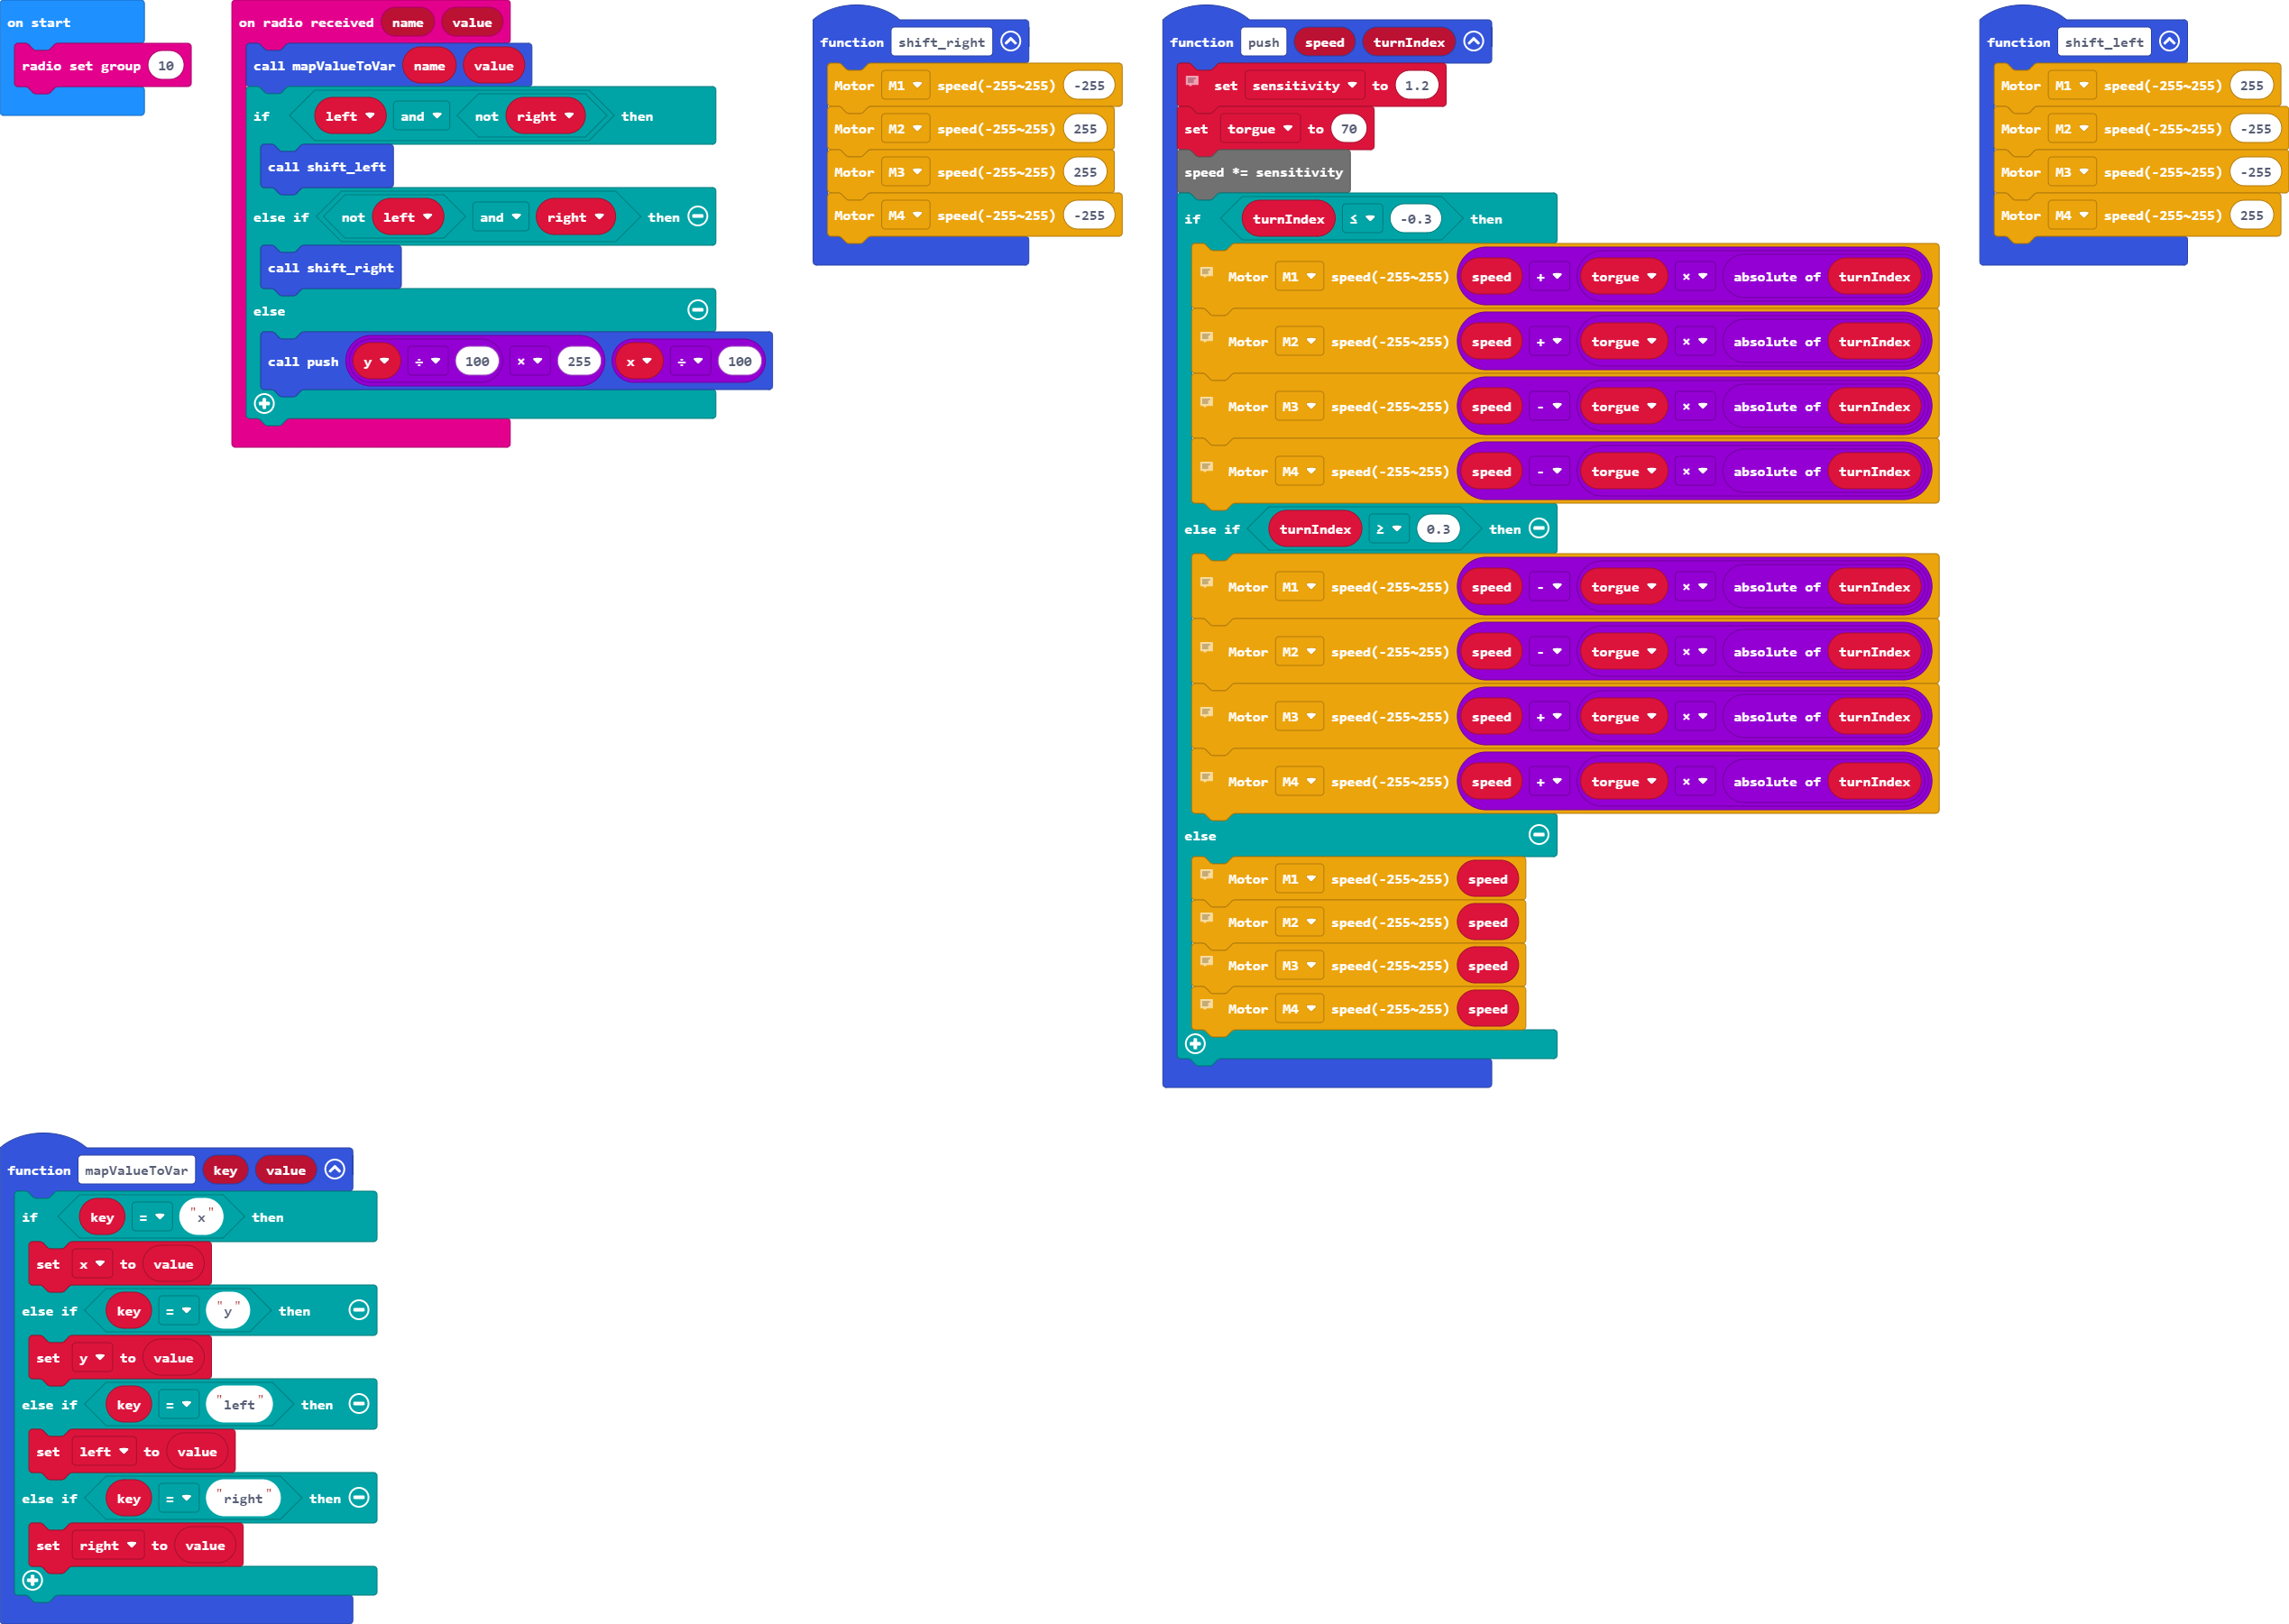 on start
radio set group 10
on radio received name value
call mapValueToVar name value
if left and not right then
call shift_left
else if not left and right then
call shift_right
else
call push y ÷ 100 × 255 x ÷ 100
function shift_right
Motor M1 speed(-255~255) -255
Motor M2 speed(-255~255) 255
Motor M3 speed(-255~255) 255
Motor M4 speed(-255~255) -255
function push speed turnIndex
set sensitivity to 1.2
set torgue to 70
speed *= sensitivity
if turnIndex ≤ -0.3 then
Motor M1 speed(-255~255) speed + torgue × absolute of turnIndex
Motor M2 speed(-255~255) speed + torgue × absolute of turnIndex
Motor M3 speed(-255~255) speed - torgue × absolute of turnIndex
Motor M4 speed(-255~255) speed - torgue × absolute of turnIndex
else if turnIndex ≥ 0.3 then
Motor M1 speed(-255~255) speed - torgue × absolute of turnIndex
Motor M2 speed(-255~255) speed - torgue × absolute of turnIndex
Motor M3 speed(-255~255) speed + torgue × absolute of turnIndex
Motor M4 speed(-255~255) speed + torgue × absolute of turnIndex
else
Motor M1 speed(-255~255) speed
Motor M2 speed(-255~255) speed
Motor M3 speed(-255~255) speed
Motor M4 speed(-255~255) speed
function shift_left
Motor M1 speed(-255~255) 255
Motor M2 speed(-255~255) -255
Motor M3 speed(-255~255) -255
Motor M4 speed(-255~255) 255
function mapValueToVar key value
if key = "x" then
set x to value
else if key = "y" then
set y to value
else if key = "left" then
set left to value
else if key = "right" then
set right to value